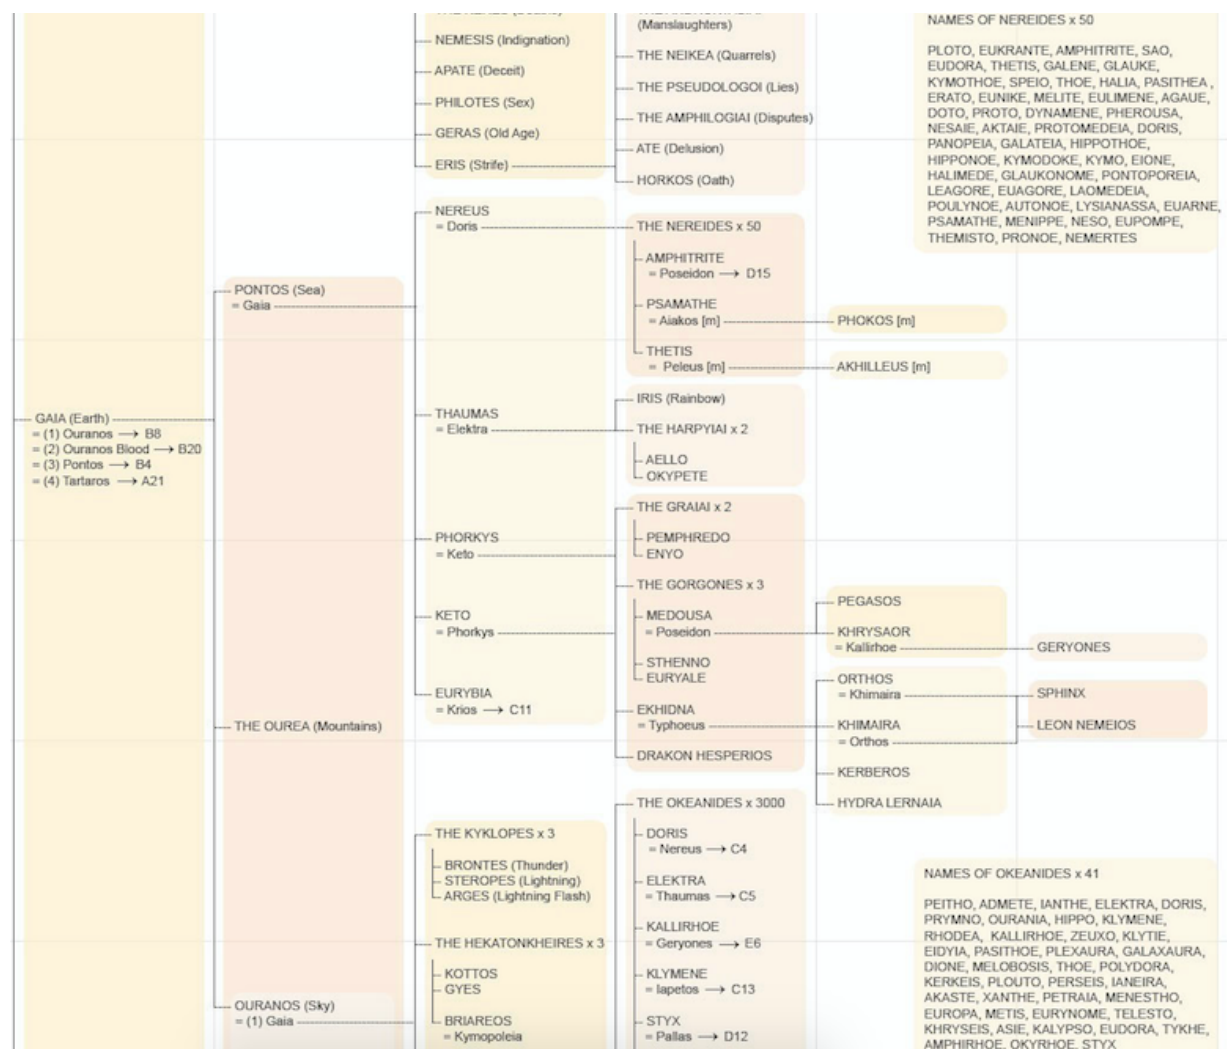 GAIA (Earth)
= (1) Ouranos → B8
= (2) Ouranos Blood → B20
= (3) Pontos → B4
= (4) Tartaros → A21
PONTOS (Sea)
= Gaia
THE OUREA (Mountains)
OURANOS (Sky)
= (1) Gaia
NEMESIS (Indignation)
APATE (Deceit)
PHILOTES (Sex)
GERAS (Old Age)
ERIS (Strife)
NEREUS
= Doris
THAUMAS
= Elektra
PHORKYS
= Keto
KETO
= Phorkys
EURYBIA
= Krios → C11
THE KYKLOPES x 3
BRONTES (Thunder)
STEROPES (Lightning)
ARGES (Lightning Flash)
THE HEKATONKHEIRES x 3
KOTTOS
GYES
BRIAREOS
= Kymopoleia
(Manslaughters)
THE NEIKEA (Quarrels)
THE PSEUDOLOGOI (Lies)
THE AMPHILOGIAI (Disputes)
ATE (Delusion)
HORKOS (Oath)
THE NEREIDES x 50
AMPHITRITE
= Poseidon → D15
PSAMATHE
= Aiakos [m]
THETIS
= Peleus [m]
IRIS (Rainbow)
THE HARPYIAI x 2
AELLO
OKYPETE
THE GRAIAI x 2
PEMPHREDO
ENYO
THE GORGONES x 3
MEDOUSA
= Poseidon
STHENNO
EURYALE
EKHIDNA
= Typhoeus
DRAKON HESPERIOS
THE OKEANIDES x 3000
DORIS
= Nereus → C4
ELEKTRA
= Thaumas → C5
KALLIRHOE
= Geryones → E6
KLYMENE
= Iapetos → C13
STYX
= Pallas → D12
PHOKOS [m]
AKHILLEUS [m]
PEGASOS
KHRYSAOR
= Kallirhoe
ORTHOS
= Khimaira
KHIMAIRA
= Orthos
KERBEROS
HYDRA LERNAIA
GERYONES
SPHINX
LEON NEMEIOS
NAMES OF NEREIDES x 50
PLOTO, EUKRANTE, AMPHITRITE, SAO,
EUDORA, THETIS, GALENE, GLAUKE,
KYMOTHOE, SPEIO, THOE, HALIA, PASITHEA ,
ERATO, EUNIKE, MELITE, EULIMENE, AGAUE,
DOTO, PROTO, DYNAMENE, PHEROUSA,
NESAIE, AKTAIE, PROTOMEDEIA, DORIS,
PANOPEIA, GALATEIA, HIPPOTHOE,
HIPPONOE, KYMODOKE, KYMO, EIONE,
HALIMEDE, GLAUKONOME, PONTOPOREIA,
LEAGORE, EUAGORE, LAOMEDEIA,
POULYNOE, AUTONOE, LYSIANASSA, EUARNE,
PSAMATHE, MENIPPE, NESO, EUPOMPE,
THEMISTO, PRONOE, NEMERTES
NAMES OF OKEANIDES x 41
PEITHO, ADMETE, IANTHE, ELEKTRA, DORIS,
PRYMNO, OURANIA, HIPPO, KLYMENE,
RHODEA, KALLIRHOE, ZEUXO, KLYTIE,
EIDYIA, PASITHOE, PLEXAURA, GALAXAURA,
DIONE, MELOBOSIS, THOE, POLYDORA,
KERKEIS, PLOUTO, PERSEIS, IANEIRA,
AKASTE, XANTHE, PETRAIA, MENESTHO,
EUROPA, METIS, EURYNOME, TELESTO,
KHRYSEIS, ASIE, KALYPSO, EUDORA, TYKHE,
AMPHIRHOE, OKYRHOE, STYX